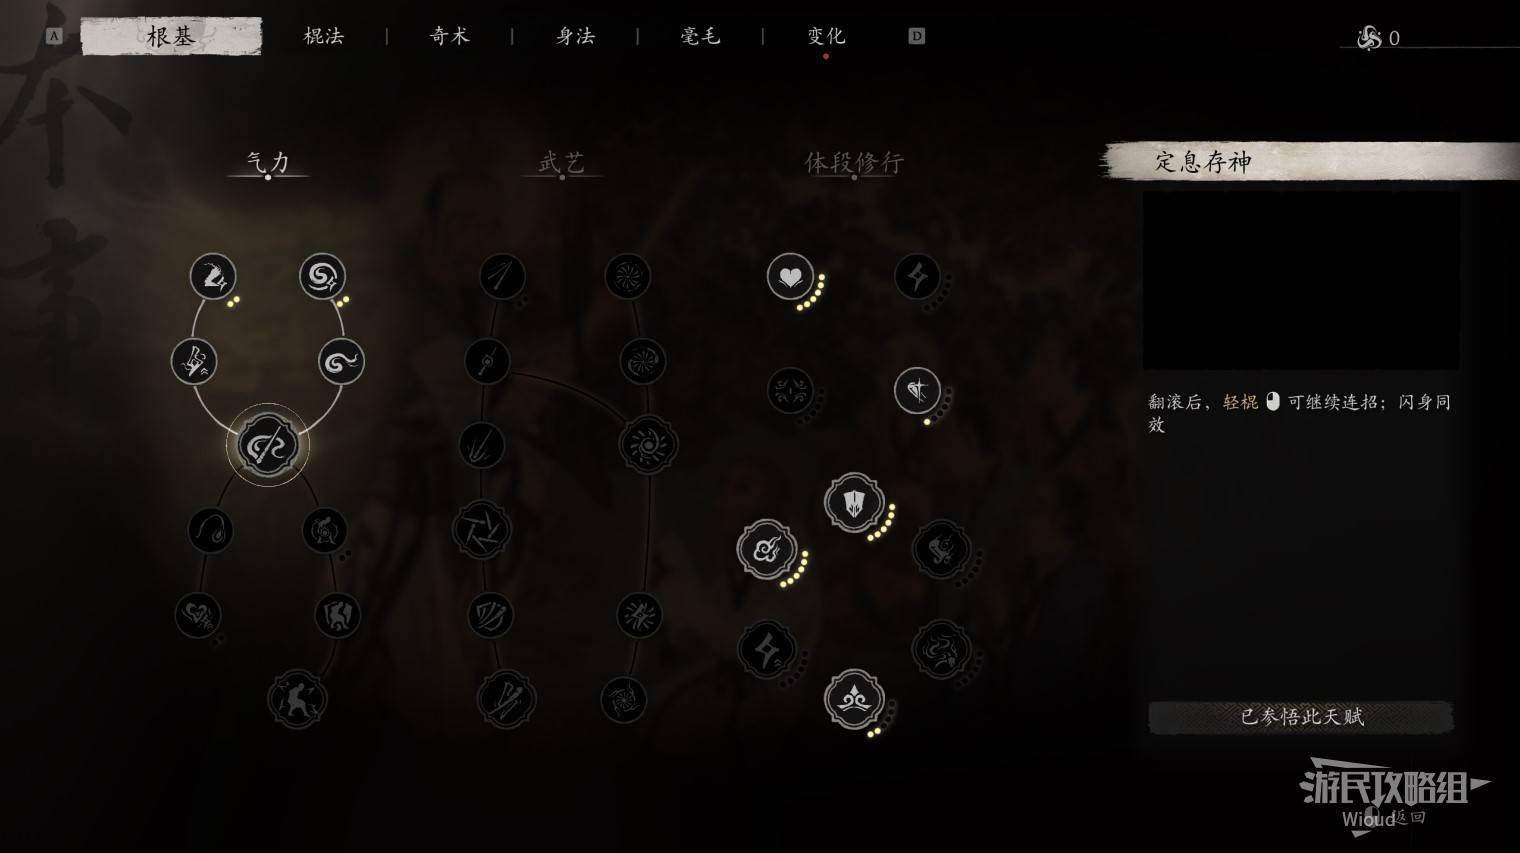 A 根基 棍法 奇术 身法 毫毛 变化 D 0
气力 武艺 体段修行
定息存神
翻滚后，轻棍 可继续连招；闪身同
效
已参悟此天赋
游民攻略组
Wioud 返回
本
事